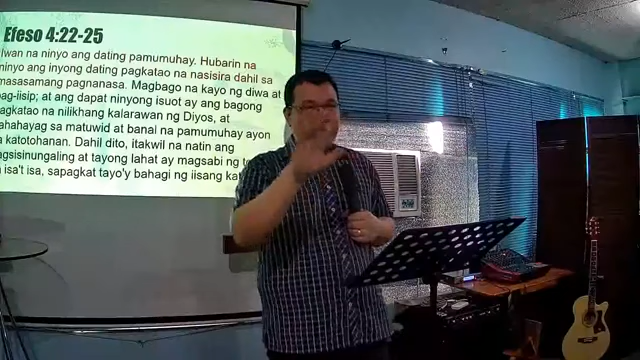 Efeso 4:22-25
Iwan na ninyo ang dating pamumuhay. Hubarin na
ninyo ang inyong dating pagkatao na nasisira dahil sa
masasamang pagnanasa. Magbago na kayo ng diwa at
pag-iisip; at ang dapat ninyong isuot ay ang bagong
pagkatao na nilikhang kalarawan ng Diyos, at
nahahayag sa matuwid at banal na pamumuhay ayon
sa katotohanan. Dahil dito, itakwil na natin ang
pagsisinungaling at tayong lahat ay magsabi ng
isa't isa, sapagkat tayo'y bahagi ng iisang